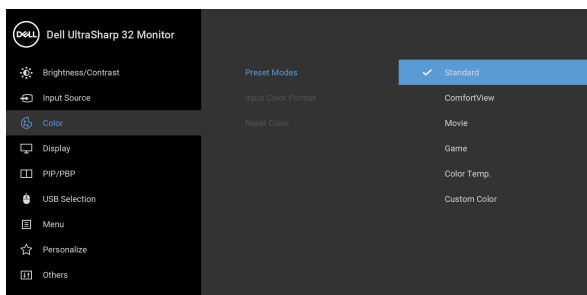 DELL Dell UltraSharp 32 Monitor
Brightness/Contrast
Input Source
Color
Display
PIP/PBP
USB Selection
Menu
Personalize
Others
Preset Modes
Input Color Format
Reset Color
Standard
ComfortView
Movie
Game
Color Temp.
Custom Color